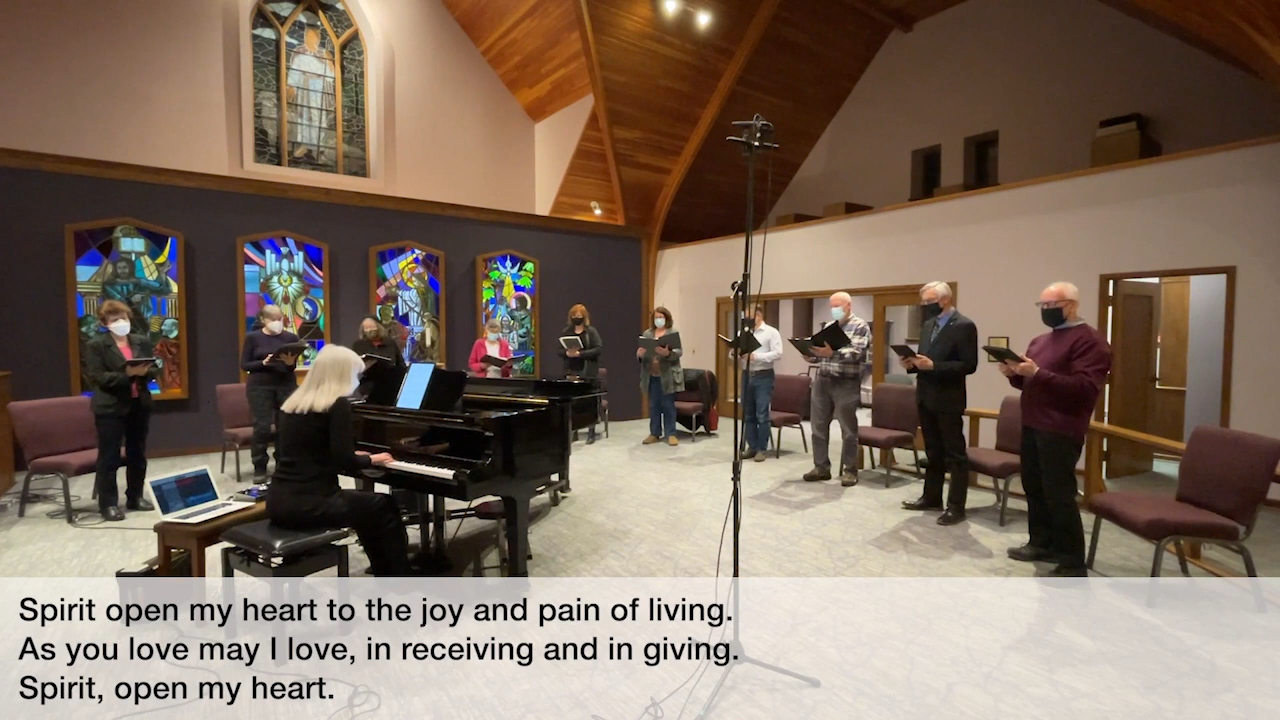 Spirit open my heart to the joy and pain of living.
As you love may I love, in receiving and in giving.
Spirit, open my heart.